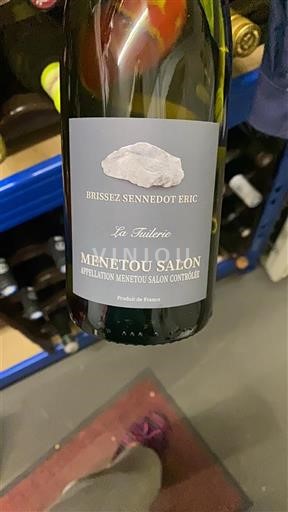 BRISSEZ SENNEDOT ERIC
La Tuilerie
VINIOU
MENETOU SALON
APPELLATION MENETOU SALON CONTRÔLÉE
Produit de France